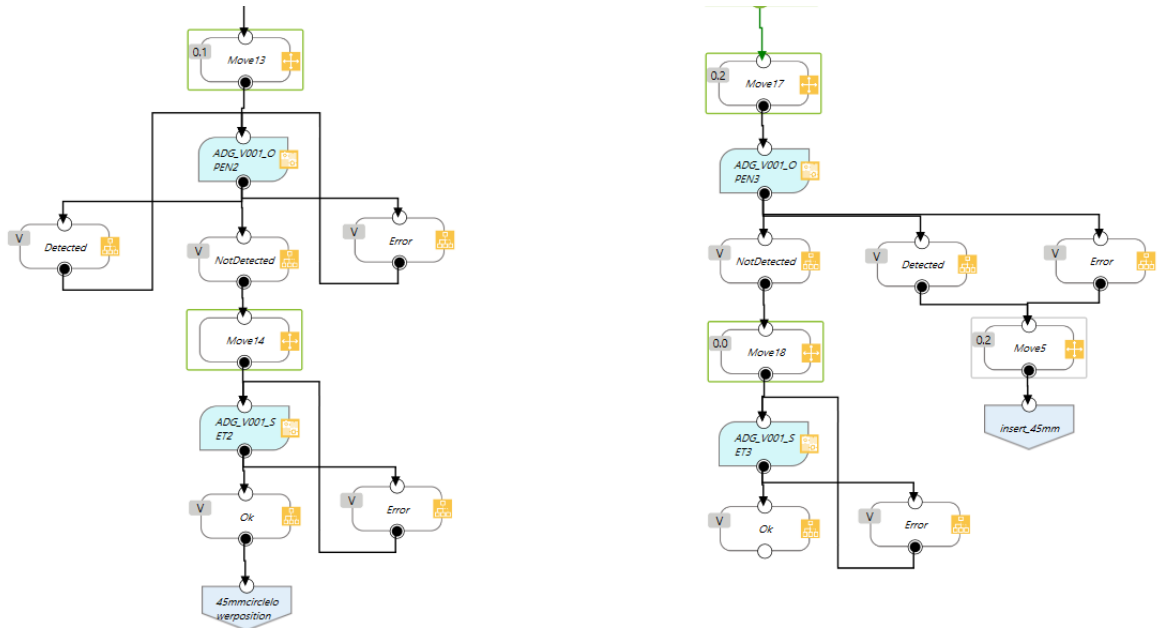 0.1
Move13
ADG_V001_O
PEN2
V
Detected
V
NotDetected
V
Error
Move14
ADG_V001_S
ET2
V
Ok
V
Error
45mmcirclelo
werposition
0.2
Move17
ADG_V001_O
PEN3
V
NotDetected
V
Detected
V
Error
0.0
Move18
0.2
Move5
ADG_V001_S
ET3
insert_45mm
V
Ok
V
Error